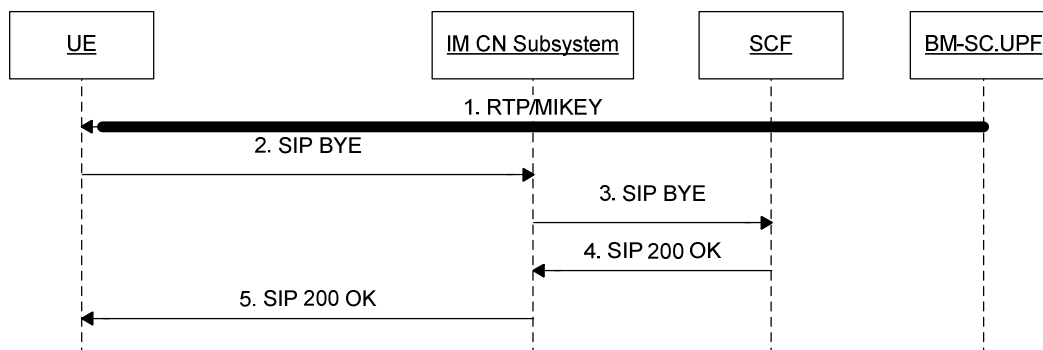 UE
IM CN Subsystem
SCF
BM-SC.UPF
1. RTP/MIKEY
2. SIP BYE
3. SIP BYE
4. SIP 200 OK
5. SIP 200 OK